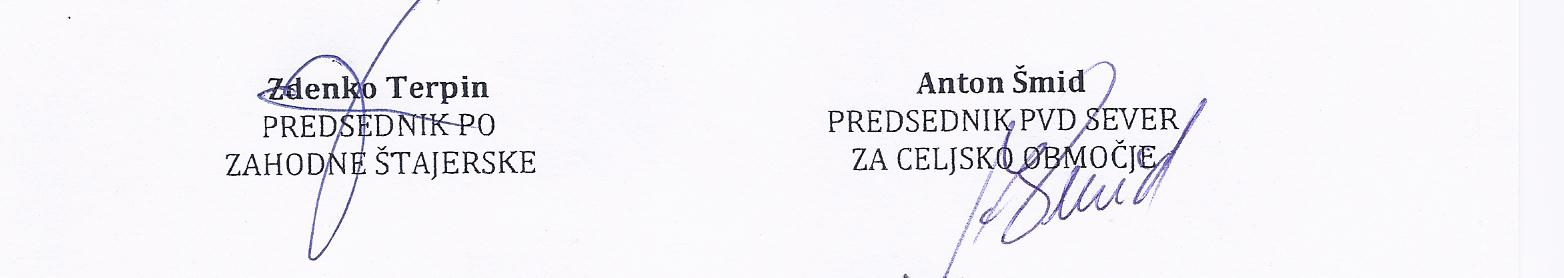 Zdenko Terpin
PREDSEDNIK PO
ZAHODNE ŠTAJERSKE
Anton Šmid
PREDSEDNIK PVD SEVER
ZA CELJSKO OBMOČJE